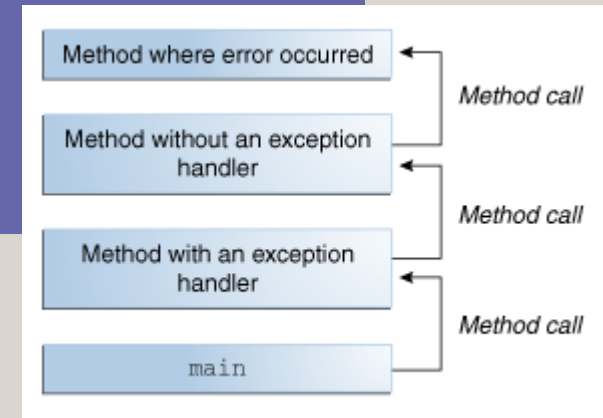 Method where error occurred
Method call
Method without an exception
handler
Method call
Method with an exception
handler
Method call
main